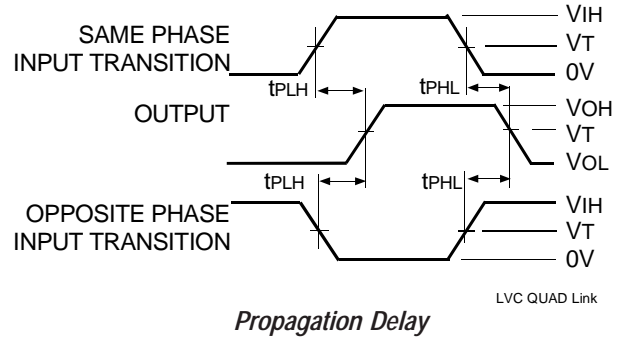 SAME PHASE
INPUT TRANSITION
VIH
VT
0V
tPLH
tPHL
OUTPUT
VOH
VT
VOL
tPLH
tPHL
OPPOSITE PHASE
INPUT TRANSITION
VIH
VT
0V
LVC QUAD Link
Propagation Delay